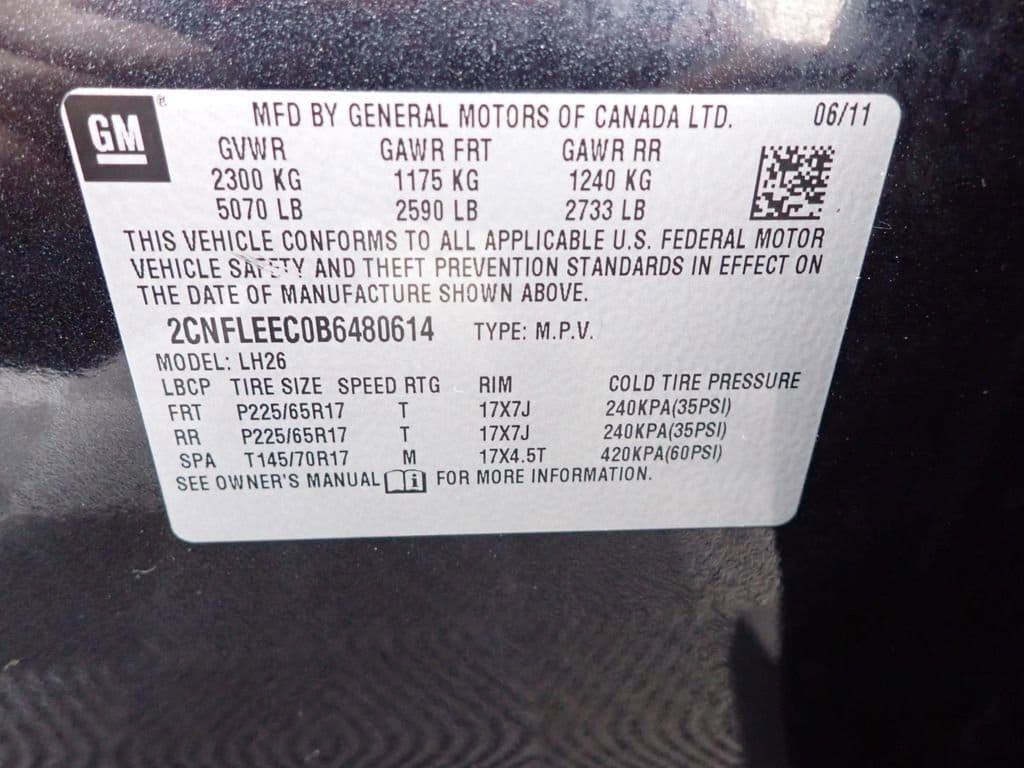 GM® MFD BY GENERAL MOTORS OF CANADA LTD. 06/11
GVWR GAWR FRT GAWR RR
2300 KG 1175 KG 1240 KG
5070 LB 2590 LB 2733 LB
THIS VEHICLE CONFORMS TO ALL APPLICABLE U.S. FEDERAL MOTOR
VEHICLE SAFETY AND THEFT PREVENTION STANDARDS IN EFFECT ON
THE DATE OF MANUFACTURE SHOWN ABOVE.
2CNFLEEC0B6480614 TYPE: M.P.V.
MODEL: LH26
LBCP TIRE SIZE SPEED RTG RIM COLD TIRE PRESSURE
FRT P225/65R17 T 17X7J 240KPA(35PSI)
RR P225/65R17 T 17X7J 240KPA(35PSI)
SPA T145/70R17 M 17X4.5T 420KPA(60PSI)
SEE OWNER'S MANUAL i FOR MORE INFORMATION.